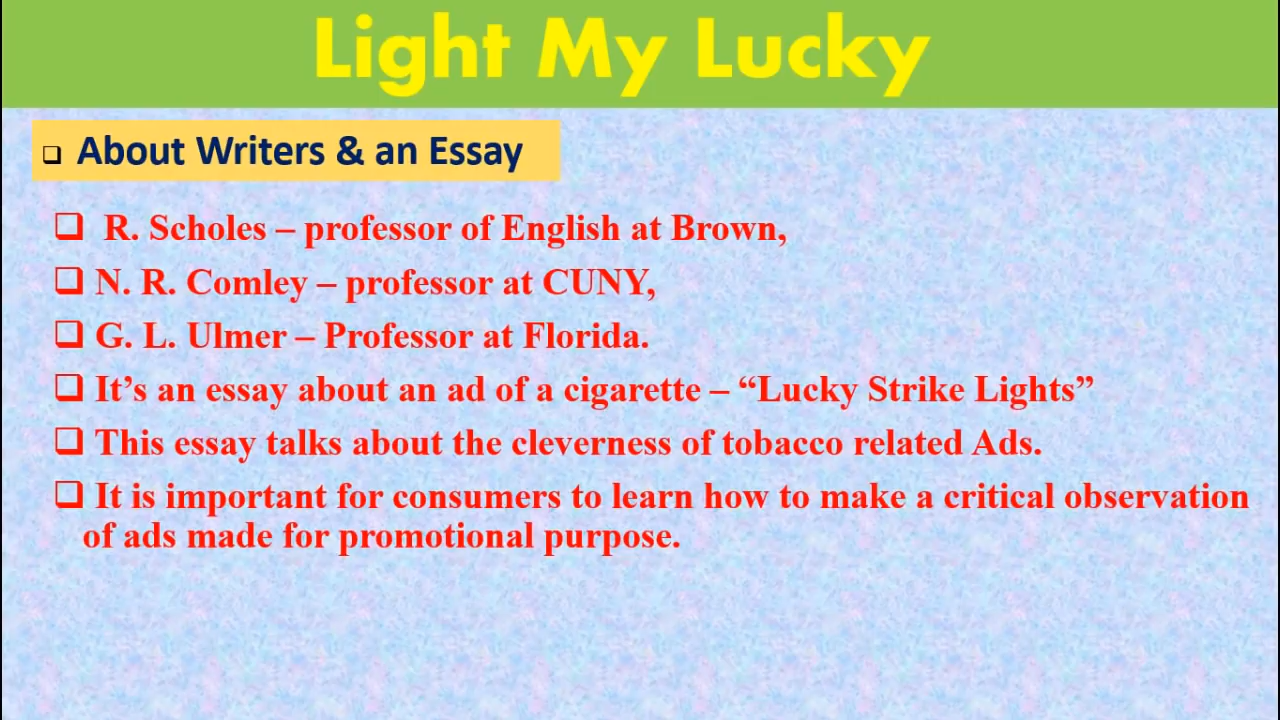 Light My Lucky
❑ About Writers & an Essay
❑ R. Scholes – professor of English at Brown,
❑ N. R. Comley – professor at CUNY,
❑ G. L. Ulmer – Professor at Florida.
❑ It’s an essay about an ad of a cigarette – “Lucky Strike Lights”
❑ This essay talks about the cleverness of tobacco related Ads.
❑ It is important for consumers to learn how to make a critical observation
of ads made for promotional purpose.